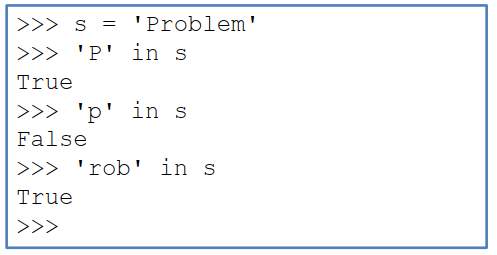 >>> s = 'Problem'
>>> 'P' in s
True
>>> 'p' in s
False
>>> 'rob' in s
True
>>>